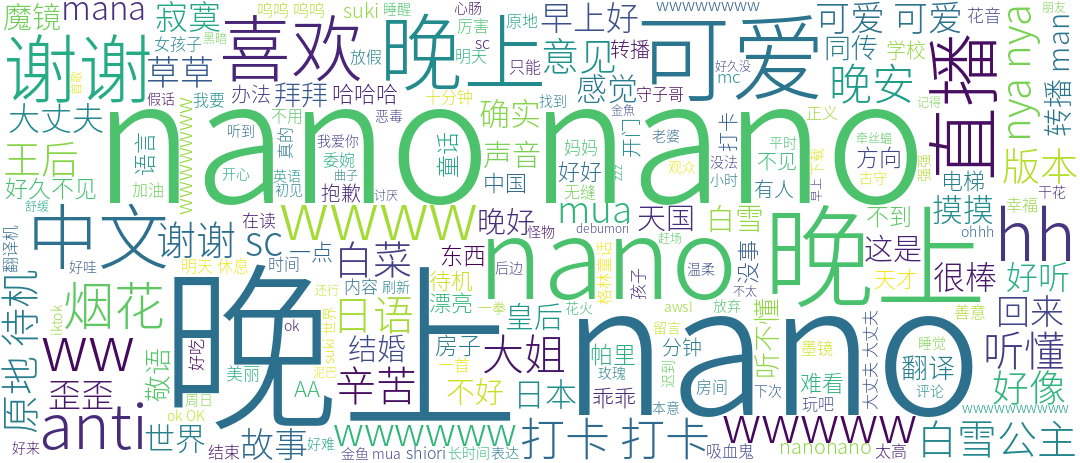 魔镜 mana 寂寞 呜呜 呜呜 suki 睡醒 心肠 厉害 原地 wwwwwwwww 早上好 可爱 可爱 花音 朋友
谢谢 女孩子 黑暗 草草 喜欢 晚上 放假 明天 sc 只能 意见 转播 可爱 同传 学校 直播 nya nya 转播 man
假话 我要 办法 拜拜 哈哈哈 十分钟 找到 感觉 守子哥 好久没 mc 晚安 记得
大丈夫 wwwwwwwwww 听到 不用 真的 我爱你 恶毒 确实 金鱼 开门 老婆 打卡 正义
nano nano
王后 语言 加油 开心 英语 初见 委婉 曲子 童话 声音 妈妈 观众 没法 小时 平时 不见 下载 牵丝蝠 方向 版本
好久不见 舒缓 抱歉 讨厌 中国 好好 无缝 zzz 有人 早上 古守 强强 电梯 干花
中文 谢谢 sc 在读 wwww 晚好 怪物 mua debumori 天国 赶场 白雪 晚上 不到 摸摸 幸福 ohhh hh
翻译机 好哇 明天 休息 时间 一点 白菜 东西 nano 后边 孩子 格林童话 温柔 没事 这是 天才 很棒 好听
原地 待机 tiktok 烟花 还行 内容 刷新 待机 漂亮 一拳 花火 awsl 放弃 不太 善意 回来
ww 好吃 晚上 ok suki 世界 日语 皇后 nano 留言 分钟 墨镜 听不懂 大丈夫 大丈夫 睡觉 听懂
歪歪 敬语 美丽 泥巴 结婚 房子 一首 大姐 帕里 玫瑰 迟到 房间 难看 翻译 评论
anti 周日 ok OK AA 辛苦 不好 日本 乖乖 本意 下次 玩吧 好像 wwwwwwwwww
好来 世界 结束 故事 好难 金鱼 wwwwww mua shiori 长时间 表达 打卡 打卡 wwwww 吸血鬼 nanonano 太高 白雪公主